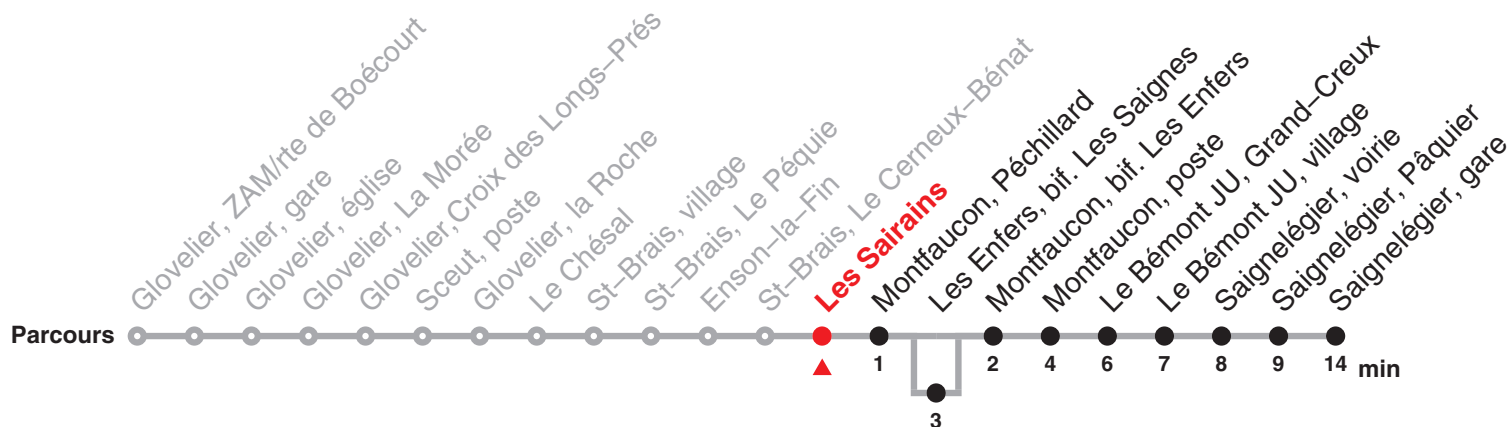 Glovelier, ZAM/rte de Boécourt
Glovelier, gare
Glovelier, église
Glovelier, La Morée
Glovelier, Croix des Longs–Prés
Sceut, poste
Glovelier, la Roche
Le Chésal
St–Brais, village
St–Brais, Le Péquie
Enson–la–Fin
St–Brais, Le Cerneux–Bénat
Les Sairains
Montfaucon, Péchillard
Les Enfers, bif. Les Saignes
Montfaucon, bif. Les Enfers
Montfaucon, poste
Le Bémont JU, Grand–Creux
Le Bémont JU, village
Saignelégier, voirie
Saignelégier, Pâquier
Saignelégier, gare
Parcours
1 2 4 6 7 8 9 14 min
3